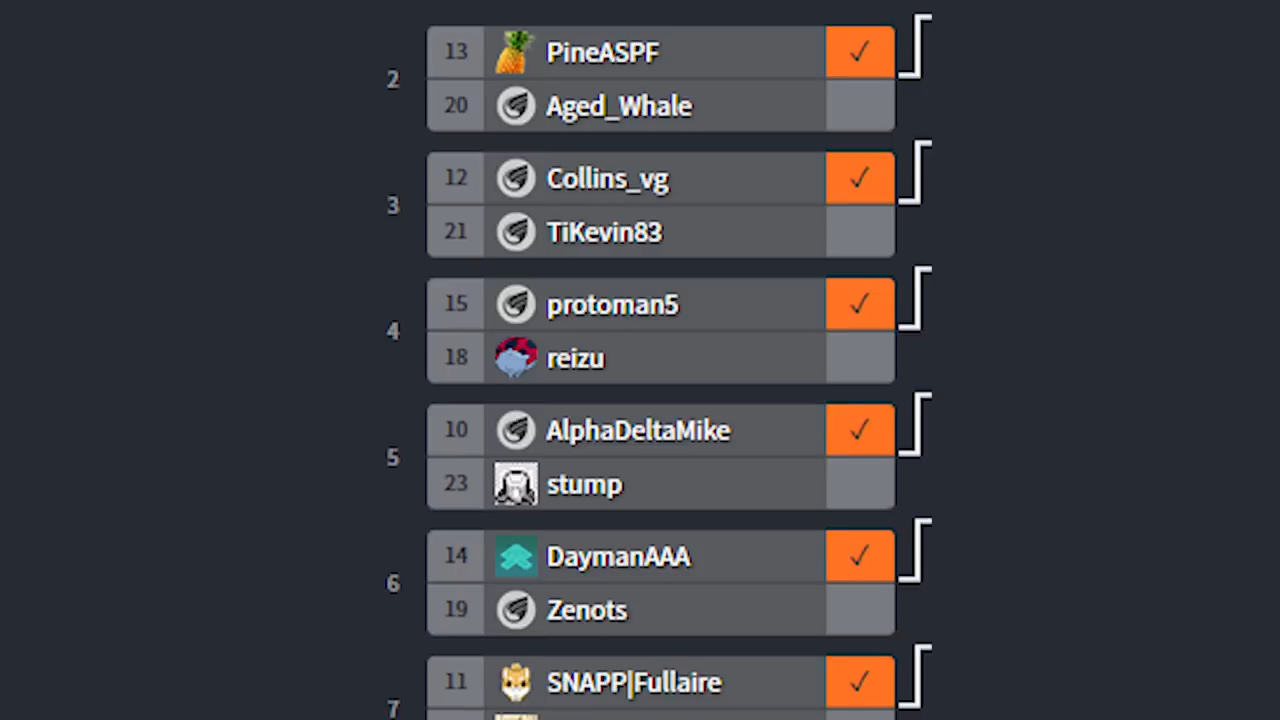 13 PineASPF ✓
2
20 Aged_Whale
12 Collins_vg ✓
3
21 TiKevin83
15 protoman5 ✓
4
18 reizu
10 AlphaDeltaMike ✓
5
23 stump
14 DaymanAAA ✓
6
19 Zenots
11 SNAPP|Fullaire ✓
7